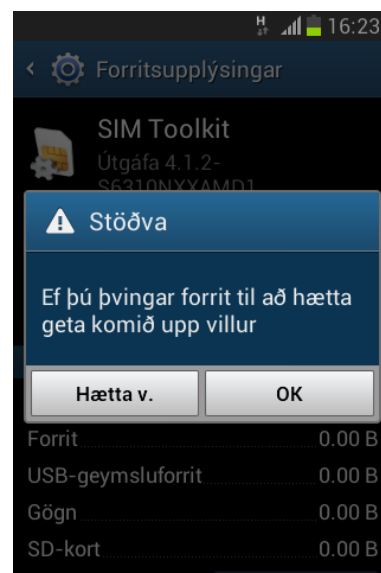 H 16:23
Forritsupplýsingar
SIM Toolkit
Útgáfa 4.1.2-
S6310NXXAMD1
Stöðva
Ef þú þvingar forrit til að hætta
geta komið upp villur
Hætta v. OK
Forrit 0.00 B
USB-geymsluforrit 0.00 B
Gögn 0.00 B
SD-kort 0.00 B